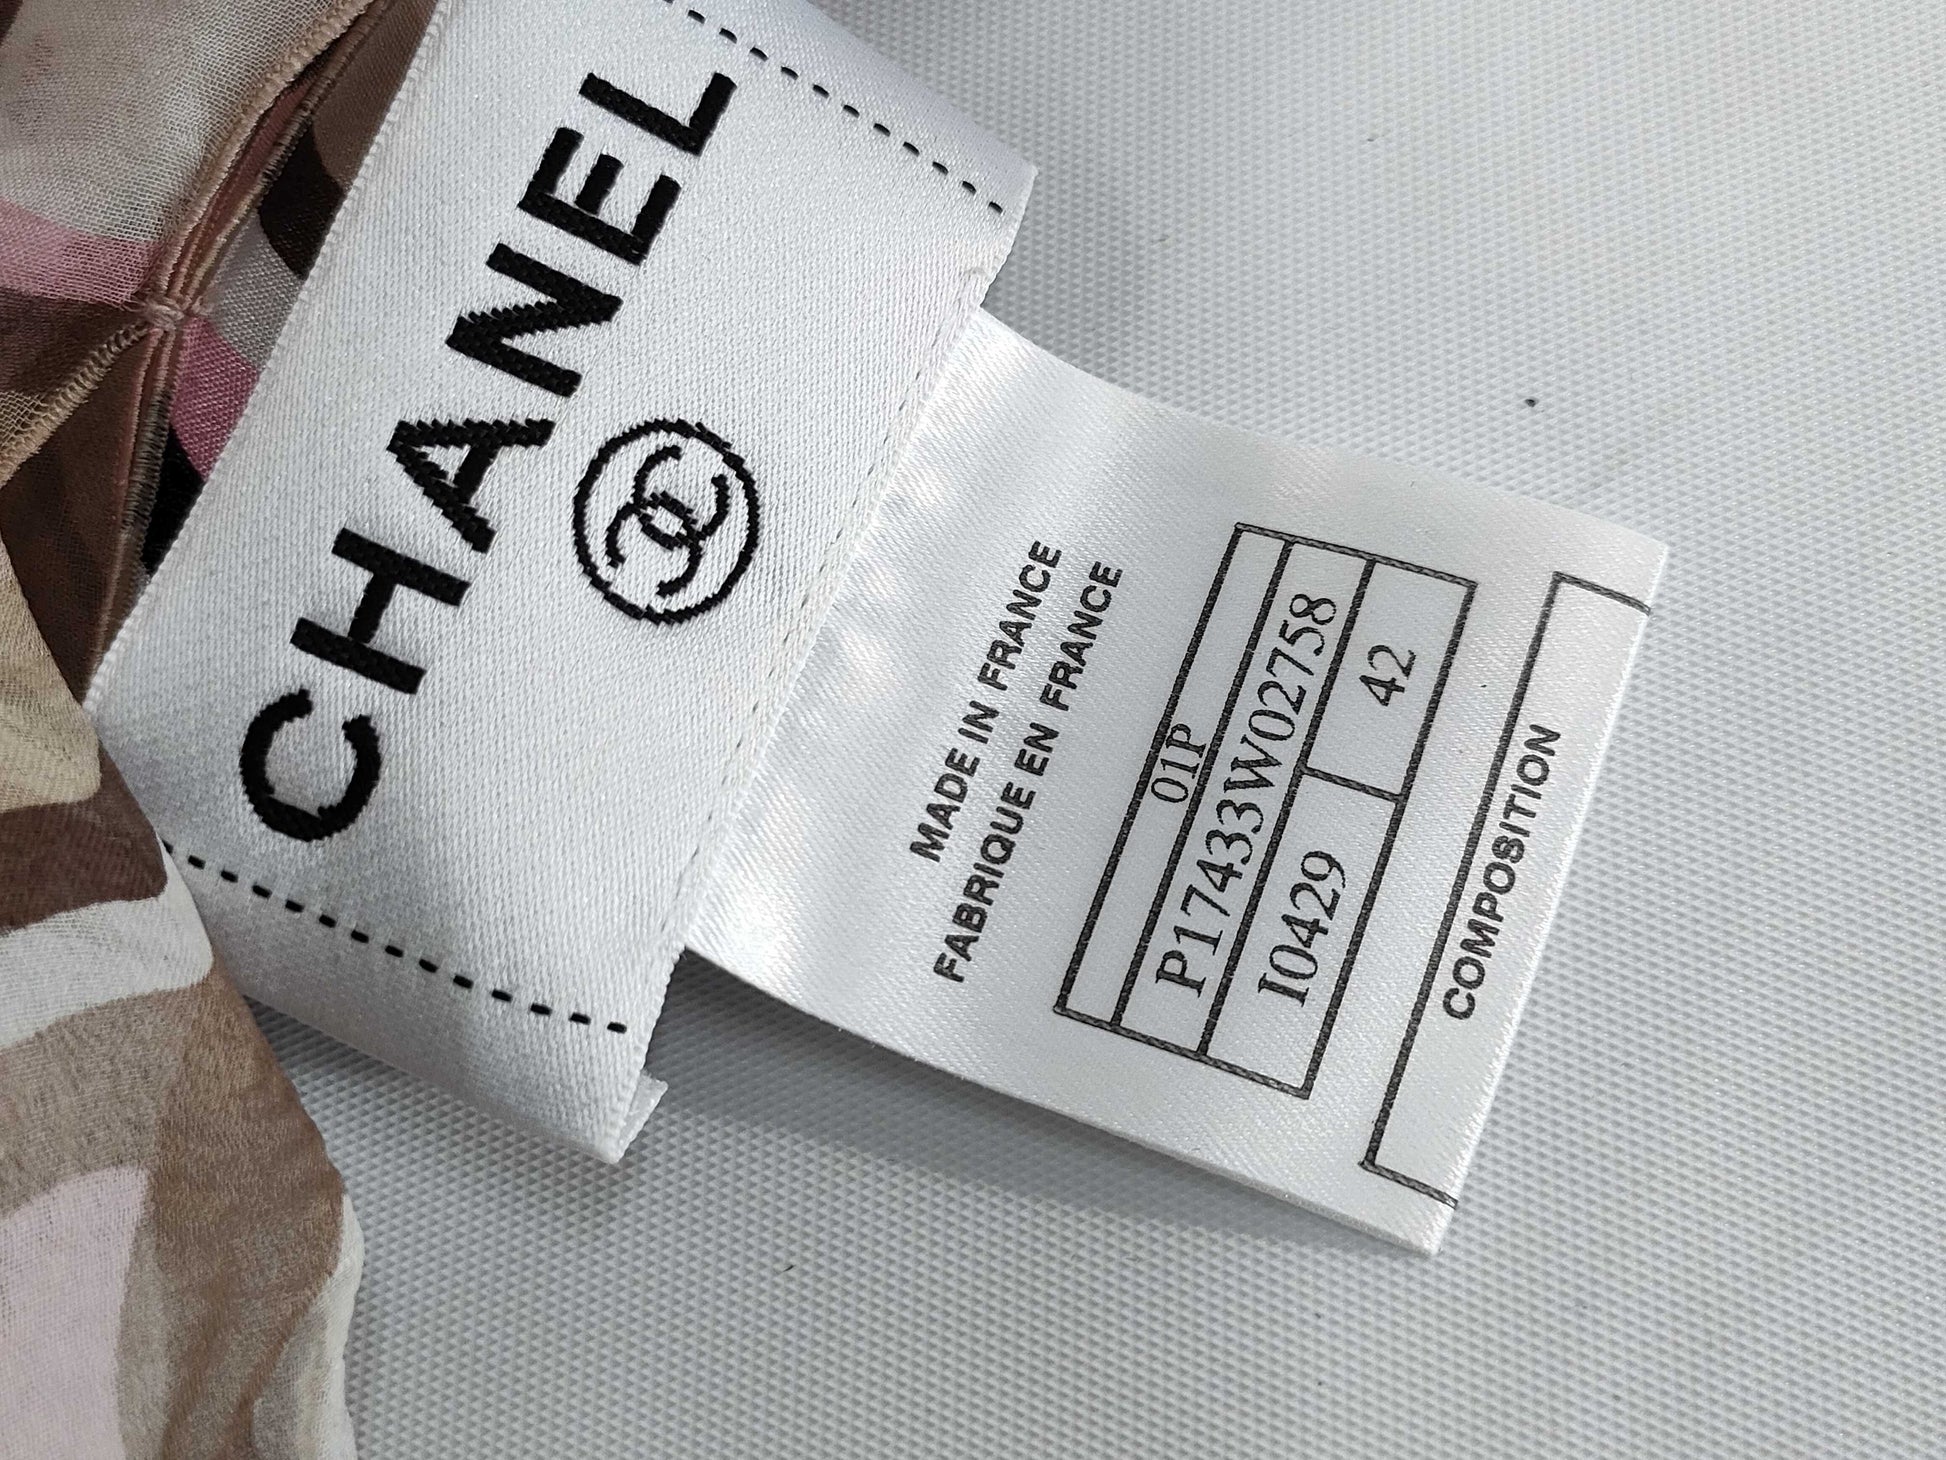 CHANEL
MADE IN FRANCE
FABRIQUE EN FRANCE
01P
P17433W02758
I0429 42
COMPOSITION